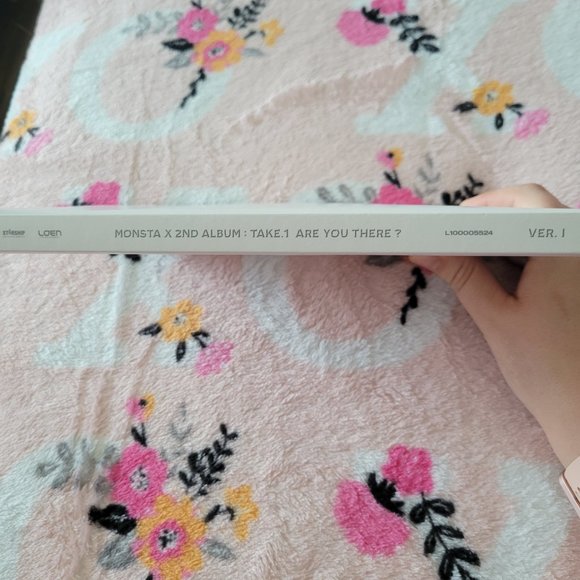 STARSHIP LOEN MONSTA X 2ND ALBUM : TAKE.1 ARE YOU THERE ? L100005524 VER. I